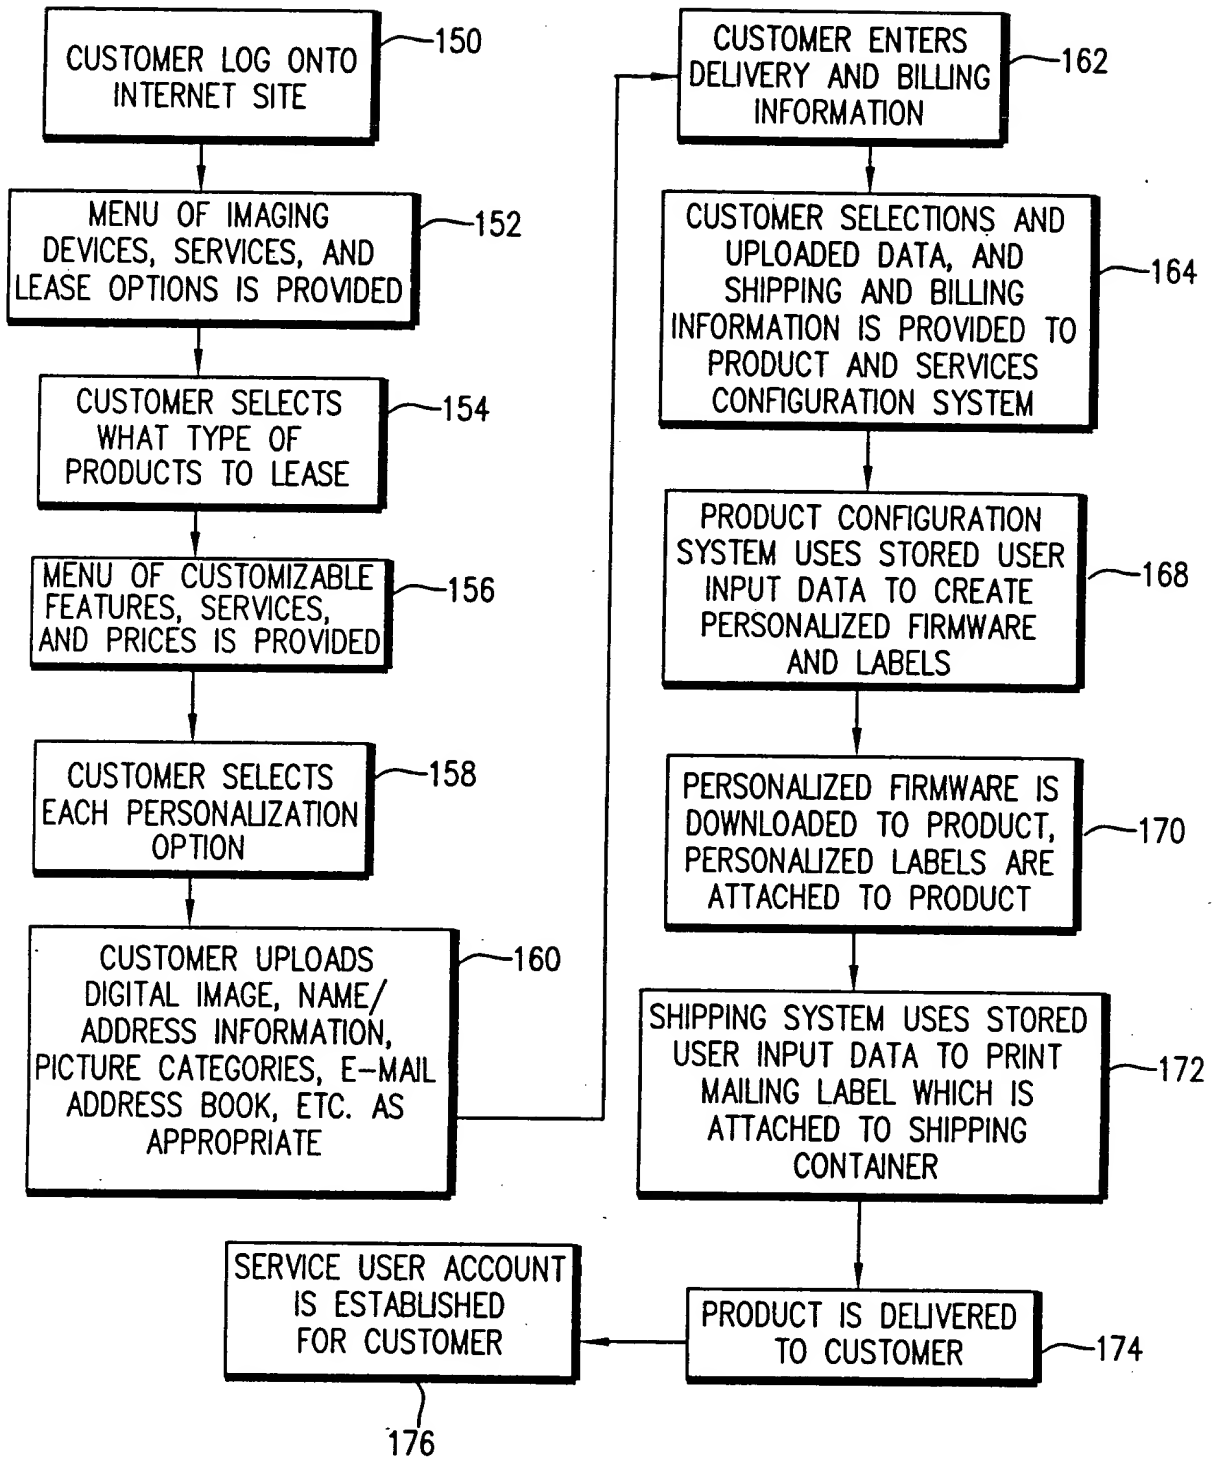 CUSTOMER LOG ONTO
INTERNET SITE
150
MENU OF IMAGING
DEVICES, SERVICES, AND
LEASE OPTIONS IS PROVIDED
152
CUSTOMER SELECTS
WHAT TYPE OF
PRODUCTS TO LEASE
154
MENU OF CUSTOMIZABLE
FEATURES, SERVICES,
AND PRICES IS PROVIDED
156
CUSTOMER SELECTS
EACH PERSONALIZATION
OPTION
158
CUSTOMER UPLOADS
DIGITAL IMAGE, NAME/
ADDRESS INFORMATION,
PICTURE CATEGORIES, E-MAIL
ADDRESS BOOK, ETC. AS
APPROPRIATE
160
CUSTOMER ENTERS
DELIVERY AND BILLING
INFORMATION
162
CUSTOMER SELECTIONS AND
UPLOADED DATA, AND
SHIPPING AND BILLING
INFORMATION IS PROVIDED TO
PRODUCT AND SERVICES
CONFIGURATION SYSTEM
164
PRODUCT CONFIGURATION
SYSTEM USES STORED USER
INPUT DATA TO CREATE
PERSONALIZED FIRMWARE
AND LABELS
168
PERSONALIZED FIRMWARE IS
DOWNLOADED TO PRODUCT,
PERSONALIZED LABELS ARE
ATTACHED TO PRODUCT
170
SHIPPING SYSTEM USES STORED
USER INPUT DATA TO PRINT
MAILING LABEL WHICH IS
ATTACHED TO SHIPPING
CONTAINER
172
PRODUCT IS DELIVERED
TO CUSTOMER
174
SERVICE USER ACCOUNT
IS ESTABLISHED
FOR CUSTOMER
176